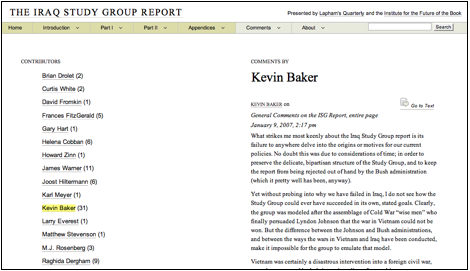 THE IRAQ STUDY GROUP REPORT
Presented by Lapham's Quarterly and the Institute for the Future of the Book
Home Introduction Part I Part II Appendices Comments About Search
CONTRIBUTORS
Brian Drolet (2)
Curtis White (2)
David Fromkin (1)
Frances FitzGerald (5)
Gary Hart (1)
Helena Cobban (6)
Howard Zinn (1)
James Warner (11)
Joost Hiltermann (6)
Karl Meyer (1)
Kevin Baker (31)
Larry Everest (1)
Matthew Stevenson (1)
M.J. Rosenberg (3)
Raghida Dergham (9)
COMMENTS BY
Kevin Baker
KEVIN BAKER on
Go to Text
General Comments on the ISG Report, entire page
January 9, 2007, 2:17 pm
What strikes me most keenly about the Iraq Study Group report is its
failure to anywhere delve into the origins or motives for our current
policies. No doubt this was due to considerations of time; in order to
preserve the delicate, bipartisan structure of the Study Group, and to keep
the report from being rejected out of hand by the Bush administration
(which it pretty well has been, anyway).
Yet without probing into why we have failed in Iraq, I do not see how the
Study Group could ever have succeeded in its own, stated goals. Clearly,
the group was modeled after the assemblage of Cold War "wise men" who
finally persuaded Lyndon Johnson that the war in Vietnam could not be
won. But the difference between the Johnson and Bush administrations,
and between the ways the wars in Vietnam and Iraq have been conducted,
make it impossible for the group to emulate that model.
Vietnam was certainly a disastrous intervention into a foreign civil war,